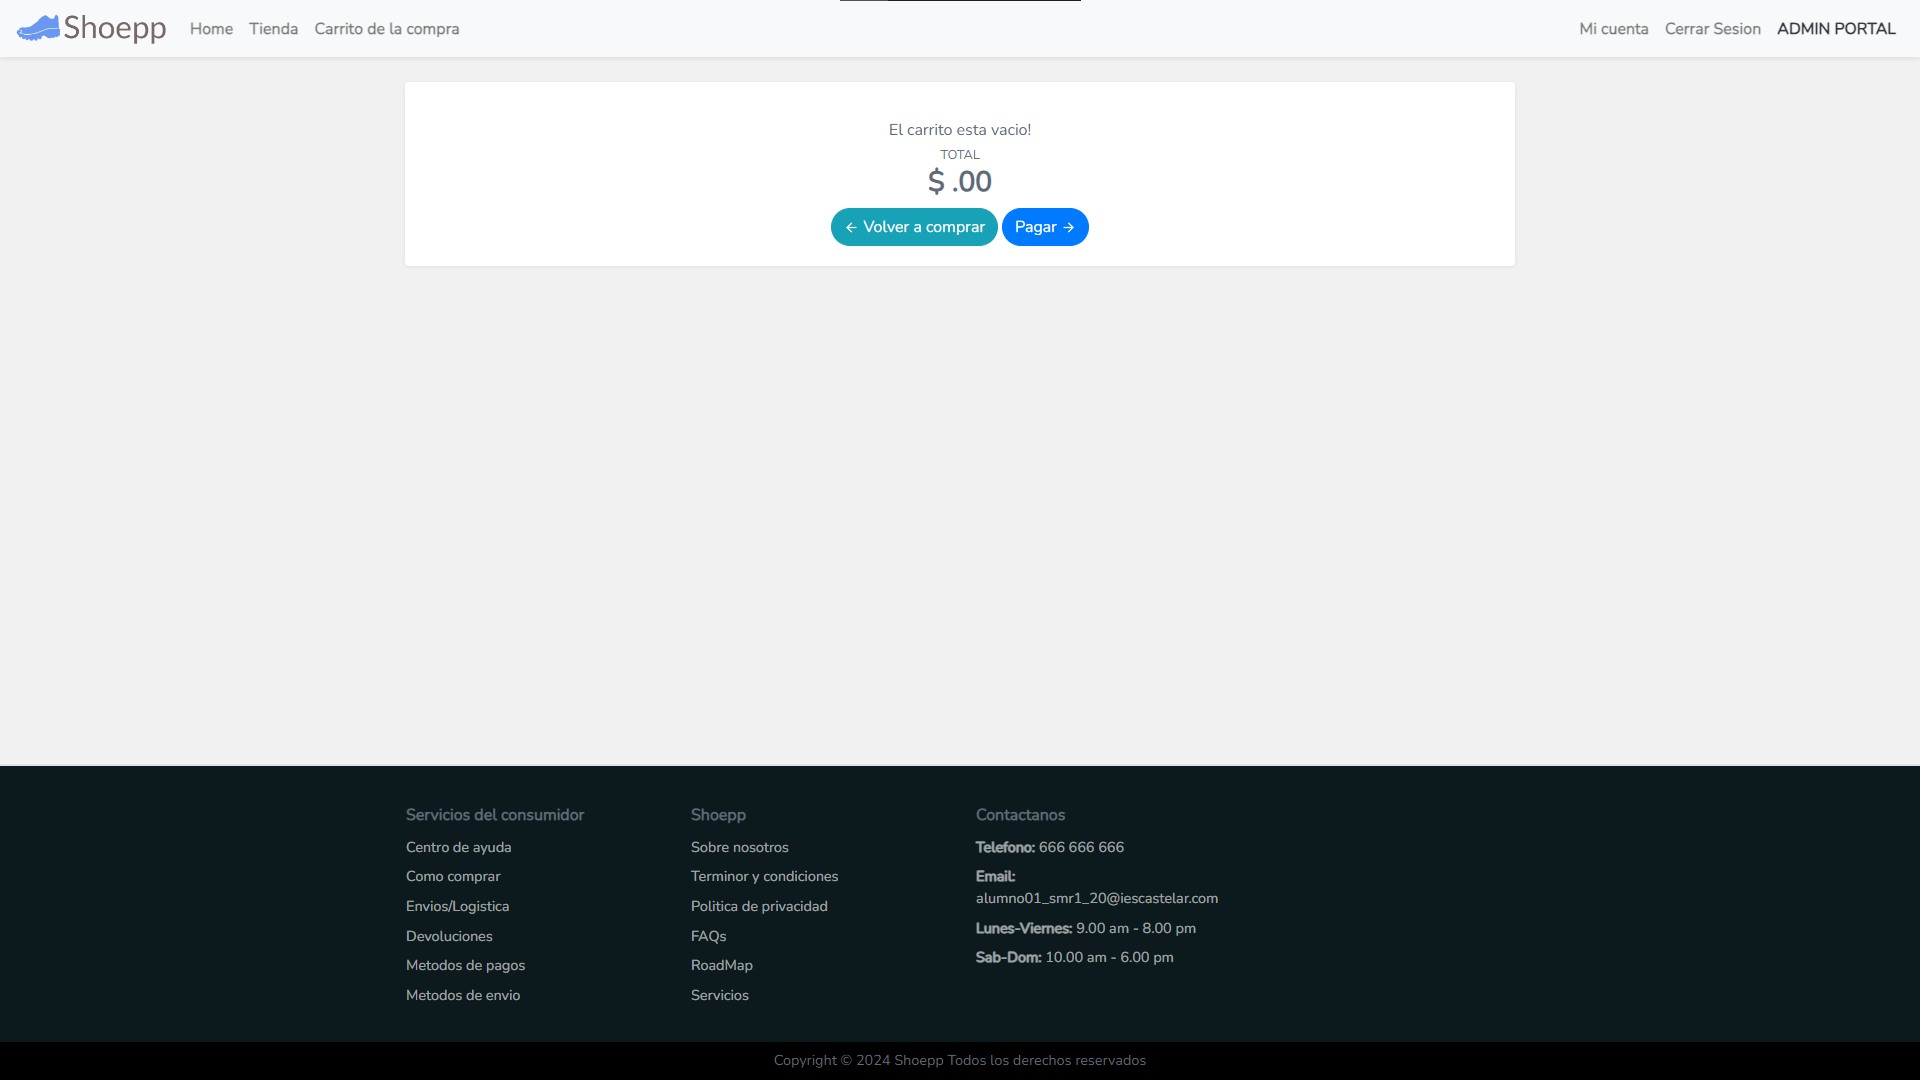 Shoepp Home Tienda Carrito de la compra Mi cuenta Cerrar Sesion ADMIN PORTAL
El carrito esta vacio!
TOTAL
$ .00
← Volver a comprar Pagar →
Servicios del consumidor
Centro de ayuda
Como comprar
Envios/Logistica
Devoluciones
Metodos de pagos
Metodos de envio
Shoepp
Sobre nosotros
Terminor y condiciones
Politica de privacidad
FAQs
RoadMap
Servicios
Contactanos
Telefono: 666 666 666
Email:
alumno01_smr1_20@iescastelar.com
Lunes-Viernes: 9.00 am - 8.00 pm
Sab-Dom: 10.00 am - 6.00 pm
Copyright © 2024 Shoepp Todos los derechos reservados